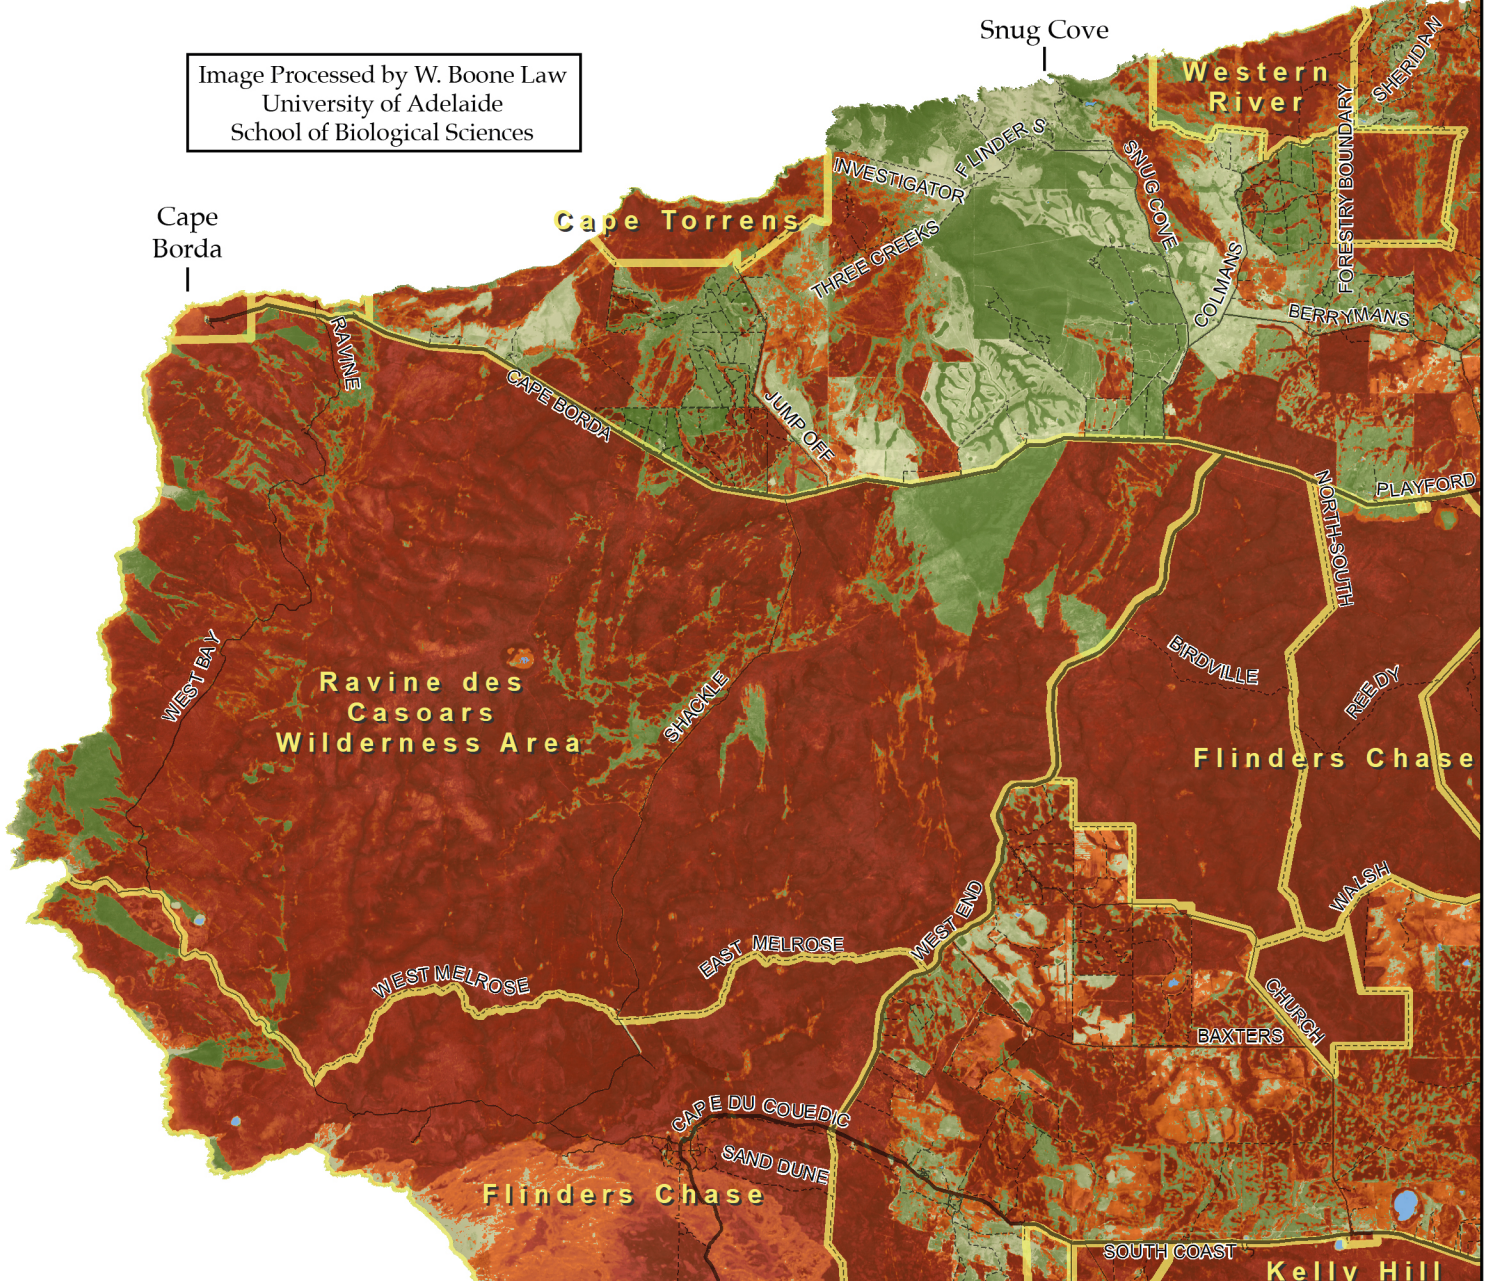 Snug Cove
Image Processed by W. Boone Law
University of Adelaide
School of Biological Sciences
Western
River
SHERIDAN
FORESTRY BOUNDARY
FLINDERS
INVESTIGATOR
SNUG COVE
Cape
Borda
Cape Torrens
THREE CREEKS
COLMANS
BERRYMANS
RAVINE
CAPE BORDA
JUMP OFF
PLAYFORD
NORTH-SOUTH
WEST BAY
BIRDVILLE
REEDY
SHACKLE
Ravine des
Casoars
Wilderness Area
Flinders Chase
WALSH
WEST END
EAST MELROSE
WEST MELROSE
CHURCH
BAXTERS
CAPE DU COUEDIC
SAND DUNE
Flinders Chase
SOUTH COAST
Kelly Hill